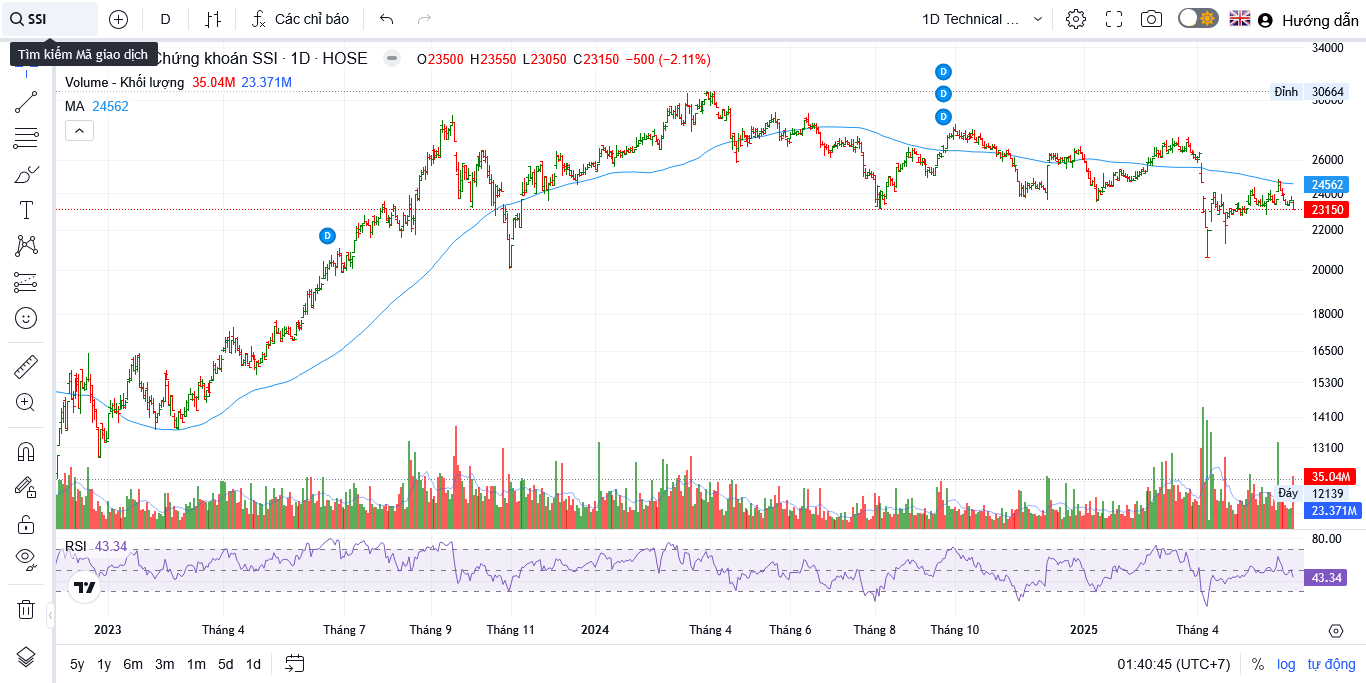 SSI
D
Các chỉ báo
1D Technical ...
Hướng dẫn
Tìm kiếm Mã giao dịch
Chứng khoán SSI · 1D · HOSE
O23500 H23550 L23050 C23150 −500 (−2.11%)
Volume - Khối lượng 35.04M 23.371M
MA 24562
D
D
D
D
34000
Đỉnh 30664
30000
26000
24562
24000
23150
22000
20000
18000
16500
15300
14100
13100
35.04M
Đáy 12139
23.371M
RSI 43.34
80.00
43.34
2023 Tháng 4 Tháng 7 Tháng 9 Tháng 11 2024 Tháng 4 Tháng 6 Tháng 8 Tháng 10 2025 Tháng 4
5y 1y 6m 3m 1m 5d 1d
01:40:45 (UTC+7) % log tự động